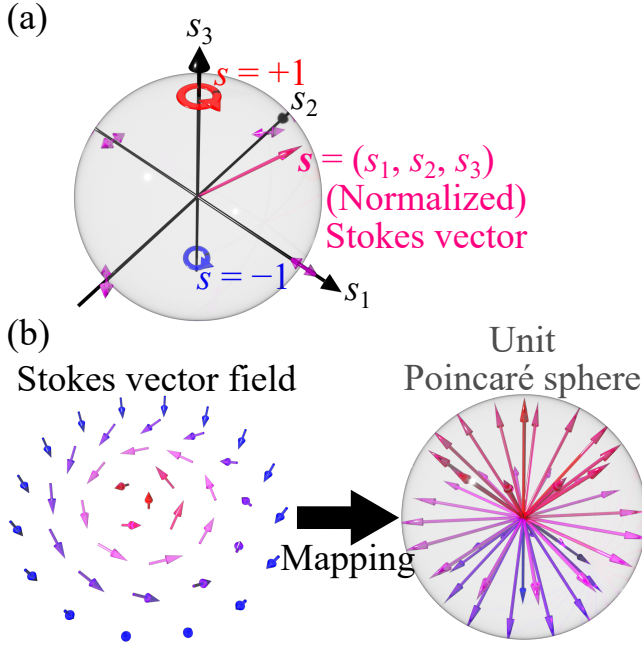 (a)
s₃
s = +1
s₂
s = (s₁, s₂, s₃)
(Normalized)
Stokes vector
s = −1
s₁
(b)
Stokes vector field
Unit
Poincaré sphere
Mapping